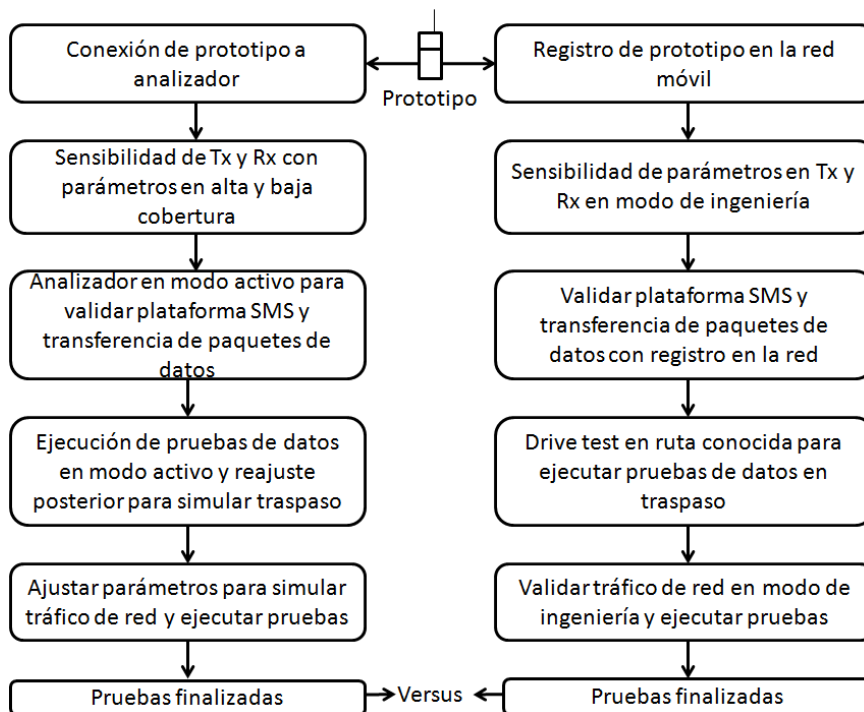 Conexión de prototipo a
analizador
Prototipo
Registro de prototipo en la red
móvil
Sensibilidad de Tx y Rx con
parámetros en alta y baja
cobertura
Sensibilidad de parámetros en Tx y
Rx en modo de ingeniería
Analizador en modo activo para
validar plataforma SMS y
transferencia de paquetes de
datos
Validar plataforma SMS y
transferencia de paquetes de
datos con registro en la red
Ejecución de pruebas de datos
en modo activo y reajuste
posterior para simular traspaso
Drive test en ruta conocida para
ejecutar pruebas de datos en
traspaso
Ajustar parámetros para simular
tráfico de red y ejecutar pruebas
Validar tráfico de red en modo de
ingeniería y ejecutar pruebas
Pruebas finalizadas
Versus
Pruebas finalizadas